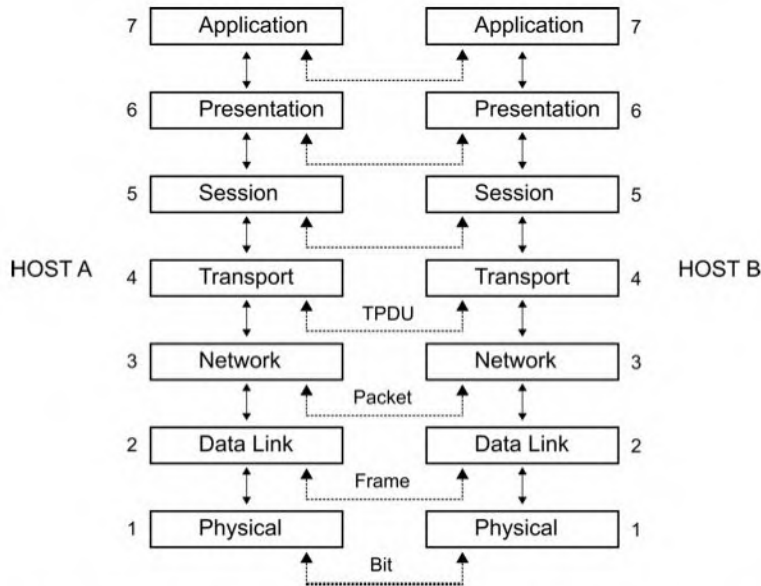 7 Application Application 7
6 Presentation Presentation 6
5 Session Session 5
HOST A 4 Transport Transport 4 HOST B
TPDU
3 Network Network 3
Packet
2 Data Link Data Link 2
Frame
1 Physical Physical 1
Bit